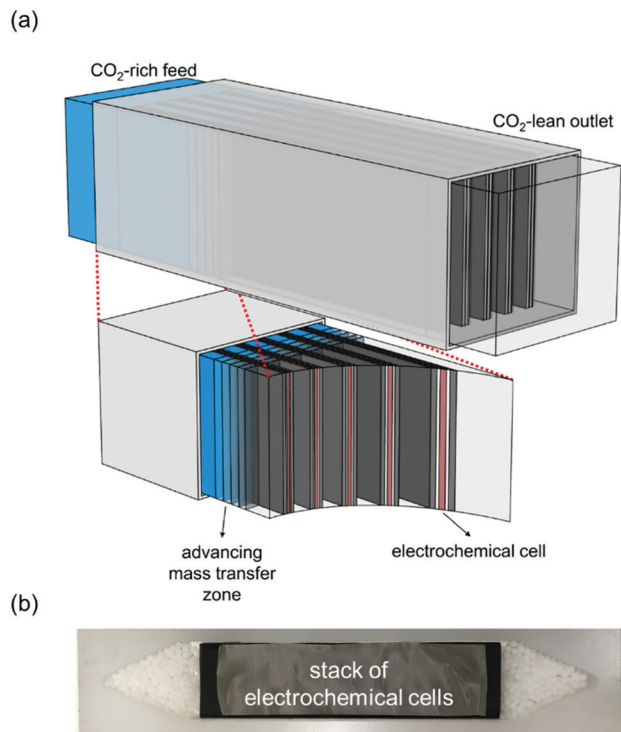 (a)
CO₂-rich feed
CO₂-lean outlet
advancing
mass transfer
zone
electrochemical cell
(b)
stack of
electrochemical cells